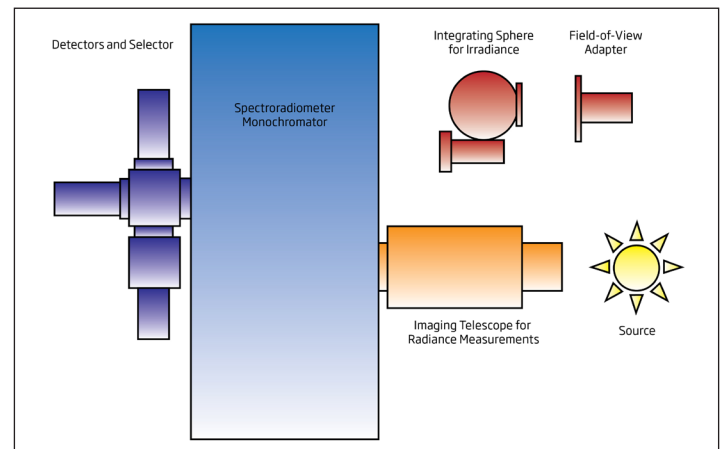 Detectors and Selector
Integrating Sphere
for Irradiance
Field-of-View
Adapter
Spectroradiometer
Monochromator
Imaging Telescope for
Radiance Measurements
Source